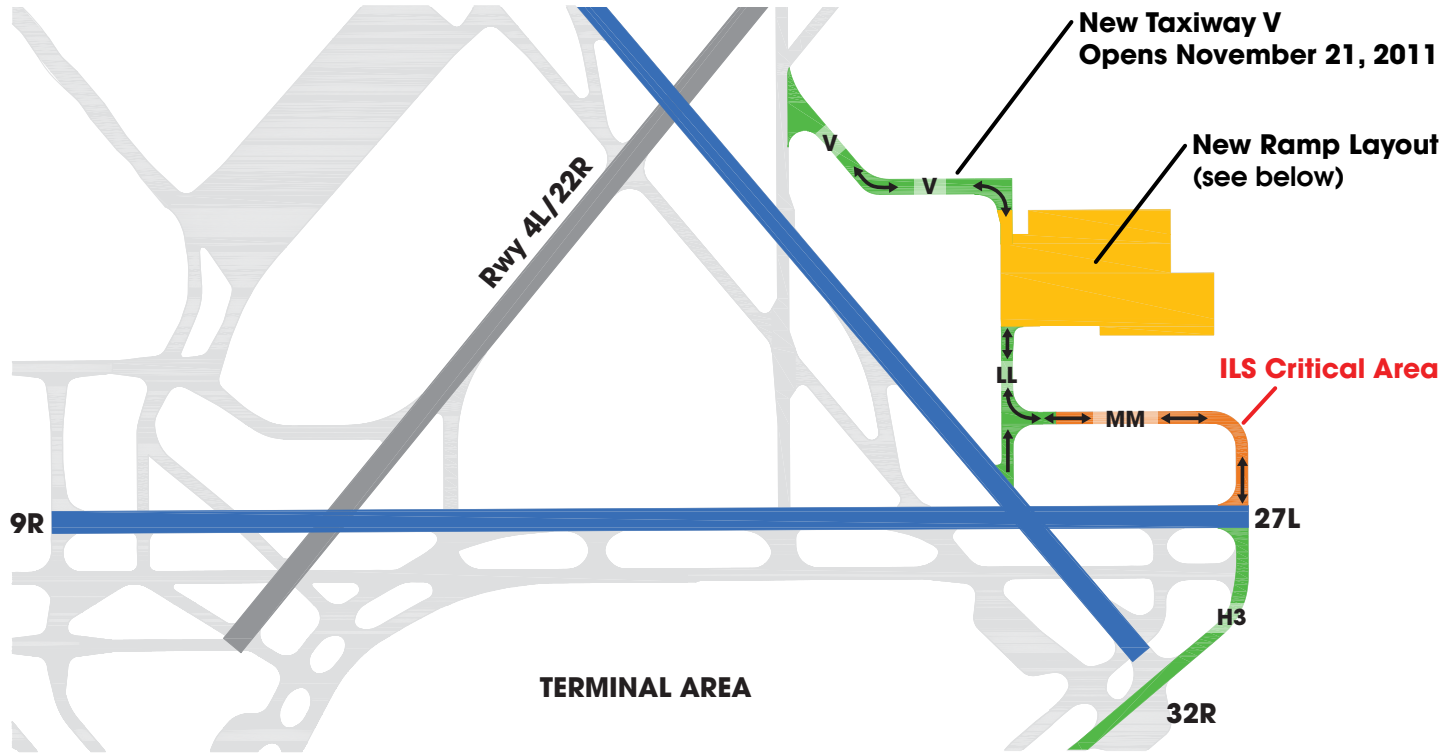 New Taxiway V
Opens November 21, 2011
V
New Ramp Layout
(see below)
V
Rwy 4L/22R
LL
ILS Critical Area
MM
9R
27L
H3
TERMINAL AREA
32R